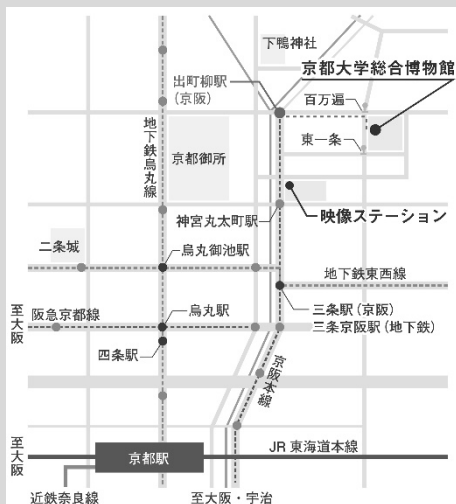 下鴨神社
京都大学総合博物館
出町柳駅
(京阪)
百万遍
東一条
地下鉄烏丸線
京都御所
神宮丸太町駅
映像ステーション
二条城
烏丸御池駅
地下鉄東西線
至大阪
阪急京都線
烏丸駅
三条駅(京阪)
三条京阪駅(地下鉄)
四条駅
京阪本線
至大阪
京都駅
JR東海道本線
近鉄奈良線
至大阪・宇治